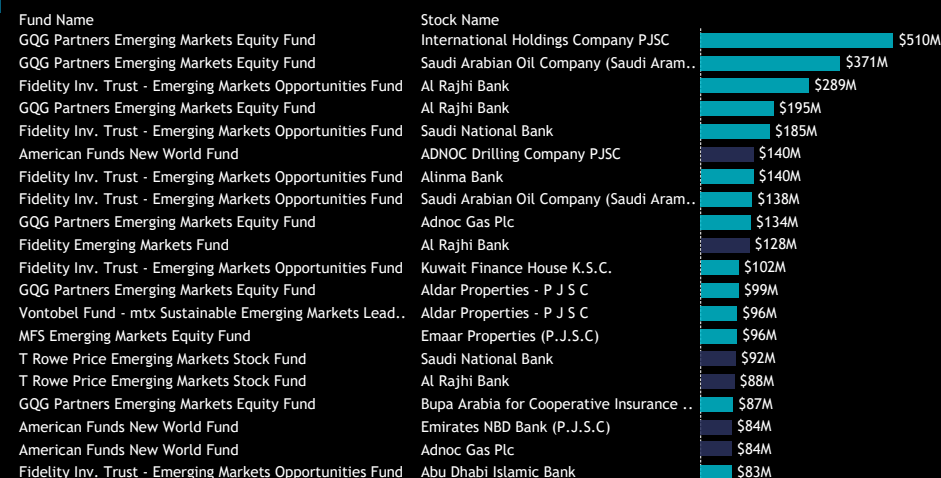 Fund Name Stock Name
GQG Partners Emerging Markets Equity Fund International Holdings Company PJSC $510M
GQG Partners Emerging Markets Equity Fund Saudi Arabian Oil Company (Saudi Aram.. $371M
Fidelity Inv. Trust - Emerging Markets Opportunities Fund Al Rajhi Bank $289M
GQG Partners Emerging Markets Equity Fund Al Rajhi Bank $195M
Fidelity Inv. Trust - Emerging Markets Opportunities Fund Saudi National Bank $185M
American Funds New World Fund ADNOC Drilling Company PJSC $140M
Fidelity Inv. Trust - Emerging Markets Opportunities Fund Alinma Bank $140M
Fidelity Inv. Trust - Emerging Markets Opportunities Fund Saudi Arabian Oil Company (Saudi Aram.. $138M
GQG Partners Emerging Markets Equity Fund Adnoc Gas Plc $134M
Fidelity Emerging Markets Fund Al Rajhi Bank $128M
Fidelity Inv. Trust - Emerging Markets Opportunities Fund Kuwait Finance House K.S.C. $102M
GQG Partners Emerging Markets Equity Fund Aldar Properties - P J S C $99M
Vontobel Fund - mtx Sustainable Emerging Markets Lead.. Aldar Properties - P J S C $96M
MFS Emerging Markets Equity Fund Emaar Properties (P.J.S.C) $96M
T Rowe Price Emerging Markets Stock Fund Saudi National Bank $92M
T Rowe Price Emerging Markets Stock Fund Al Rajhi Bank $88M
GQG Partners Emerging Markets Equity Fund Bupa Arabia for Cooperative Insurance .. $87M
American Funds New World Fund Emirates NBD Bank (P.J.S.C) $84M
American Funds New World Fund Adnoc Gas Plc $84M
Fidelity Inv. Trust - Emerging Markets Opportunities Fund Abu Dhabi Islamic Bank $83M